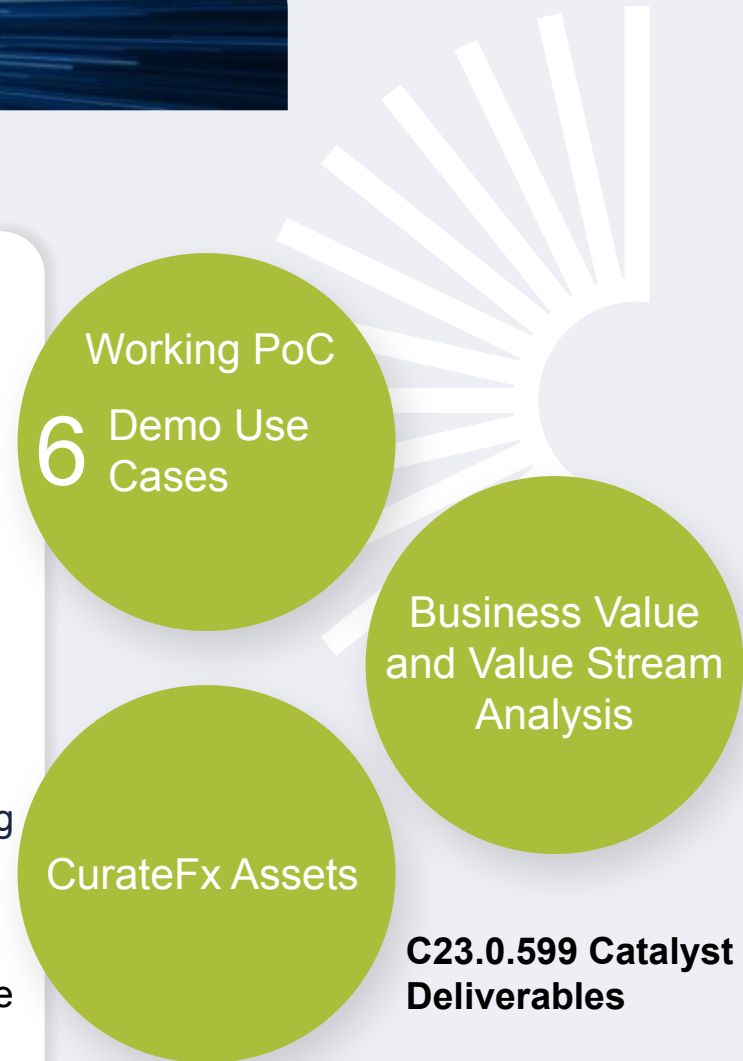 Working PoC
6 Demo Use
Cases
Business Value
and Value Stream
Analysis
g
CurateFx Assets
C23.0.599 Catalyst
Deliverables
e